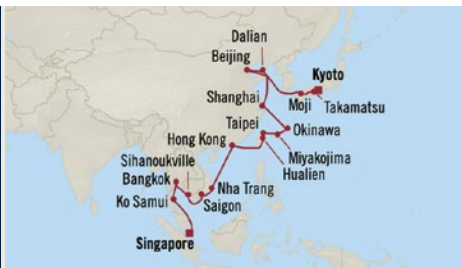 Dalian
Beijing
Kyoto
Shanghai
Moji
Takamatsu
Taipei
Okinawa
Hong Kong
Miyakojima
Sihanoukville
Hualien
Bangkok
Nha Trang
Ko Samui
Saigon
Singapore